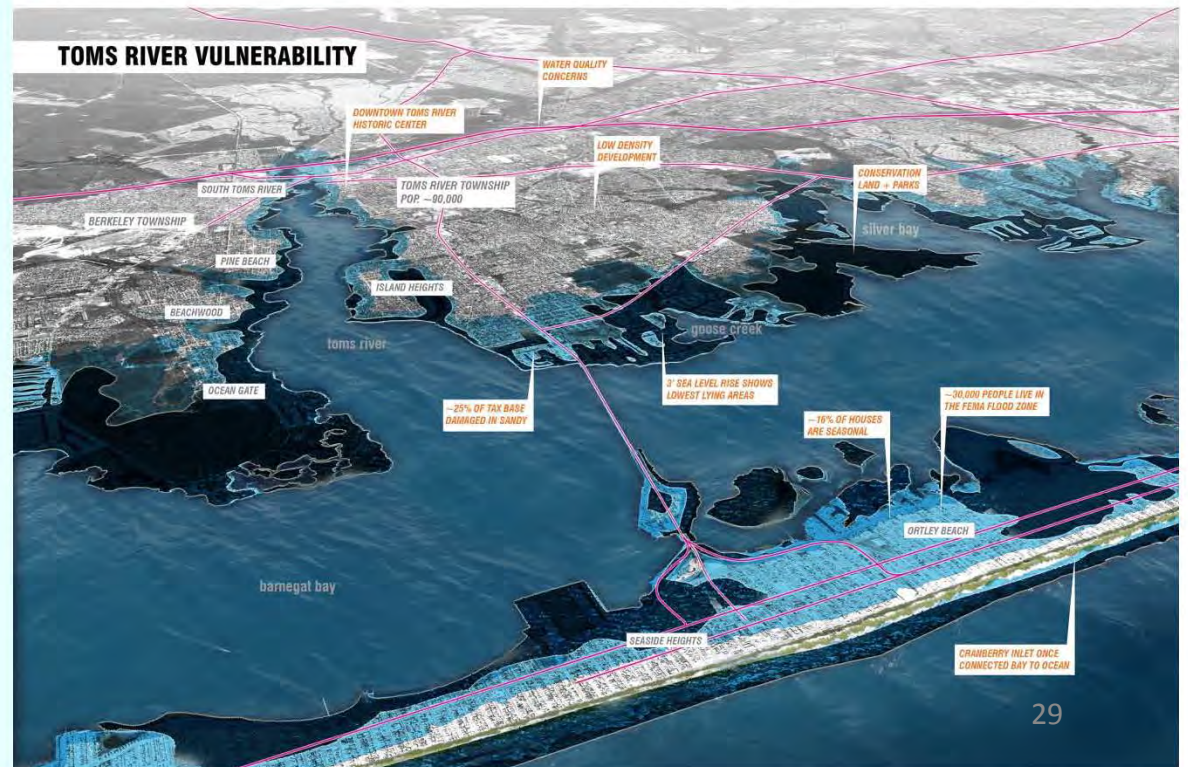 TOMS RIVER VULNERABILITY
WATER QUALITY
CONCERNS
DOWNTOWN TOMS RIVER
HISTORIC CENTER
LOW DENSITY
DEVELOPMENT
CONSERVATION
LAND + PARKS
SOUTH TOMS RIVER
TOMS RIVER TOWNSHIP
POP. ~90,000
BERKELEY TOWNSHIP
silver bay
PINE BEACH
ISLAND HEIGHTS
BEACHWOOD
toms river
goose creek
OCEAN GATE
3' SEA LEVEL RISE SHOWS
LOWEST LYING AREAS
~25% OF TAX BASE
DAMAGED IN SANDY
~16% OF HOUSES
ARE SEASONAL
~30,000 PEOPLE LIVE IN
THE FEMA FLOOD ZONE
ORTLEY BEACH
barnegat bay
SEASIDE HEIGHTS
CRANBERRY INLET ONCE
CONNECTED BAY TO OCEAN
29